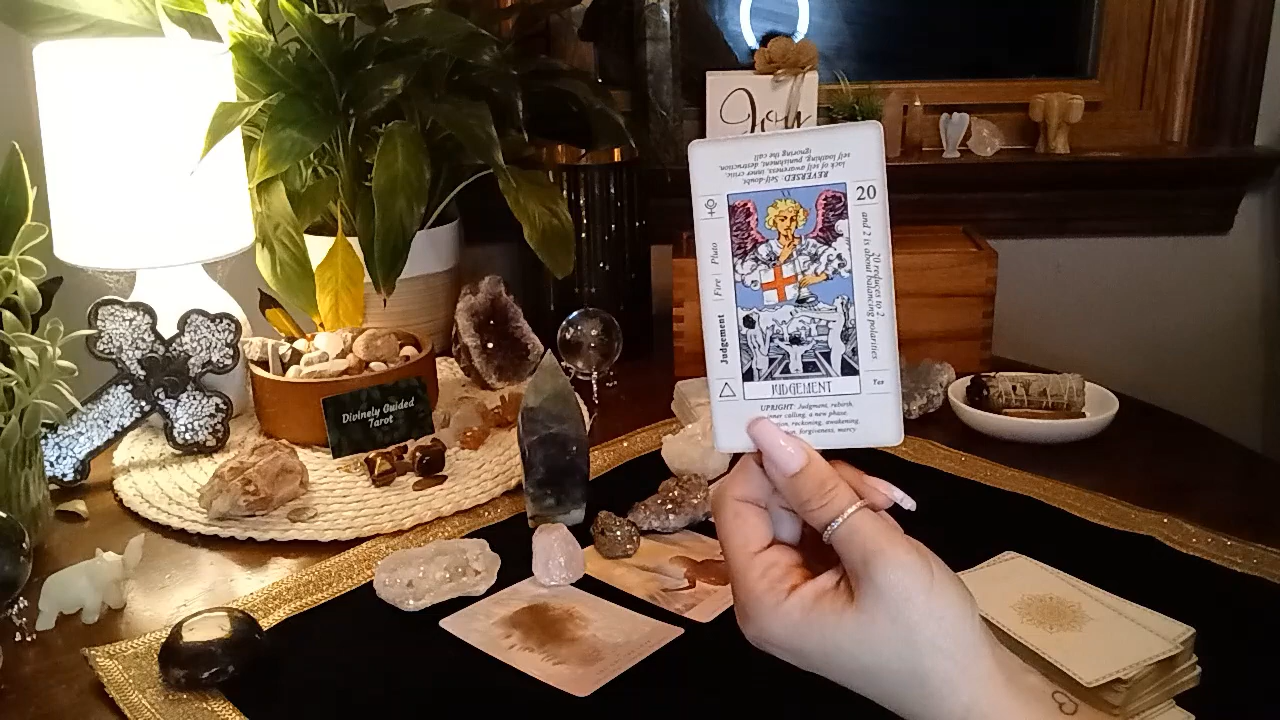 Joy
ignoring the call
self loathing, punishment, destruction,
lack of self awareness, inner critic,
REVERSED: Self-doubt,
20
20 reduces to 2
and 2 is about balancing polarities
Judgement | Fire | Pluto
JUDGEMENT
Yes
UPRIGHT: Judgment, rebirth,
inner calling, a new phase,
reckoning, awakening,
forgiveness, mercy
Divinely Guided
Tarot